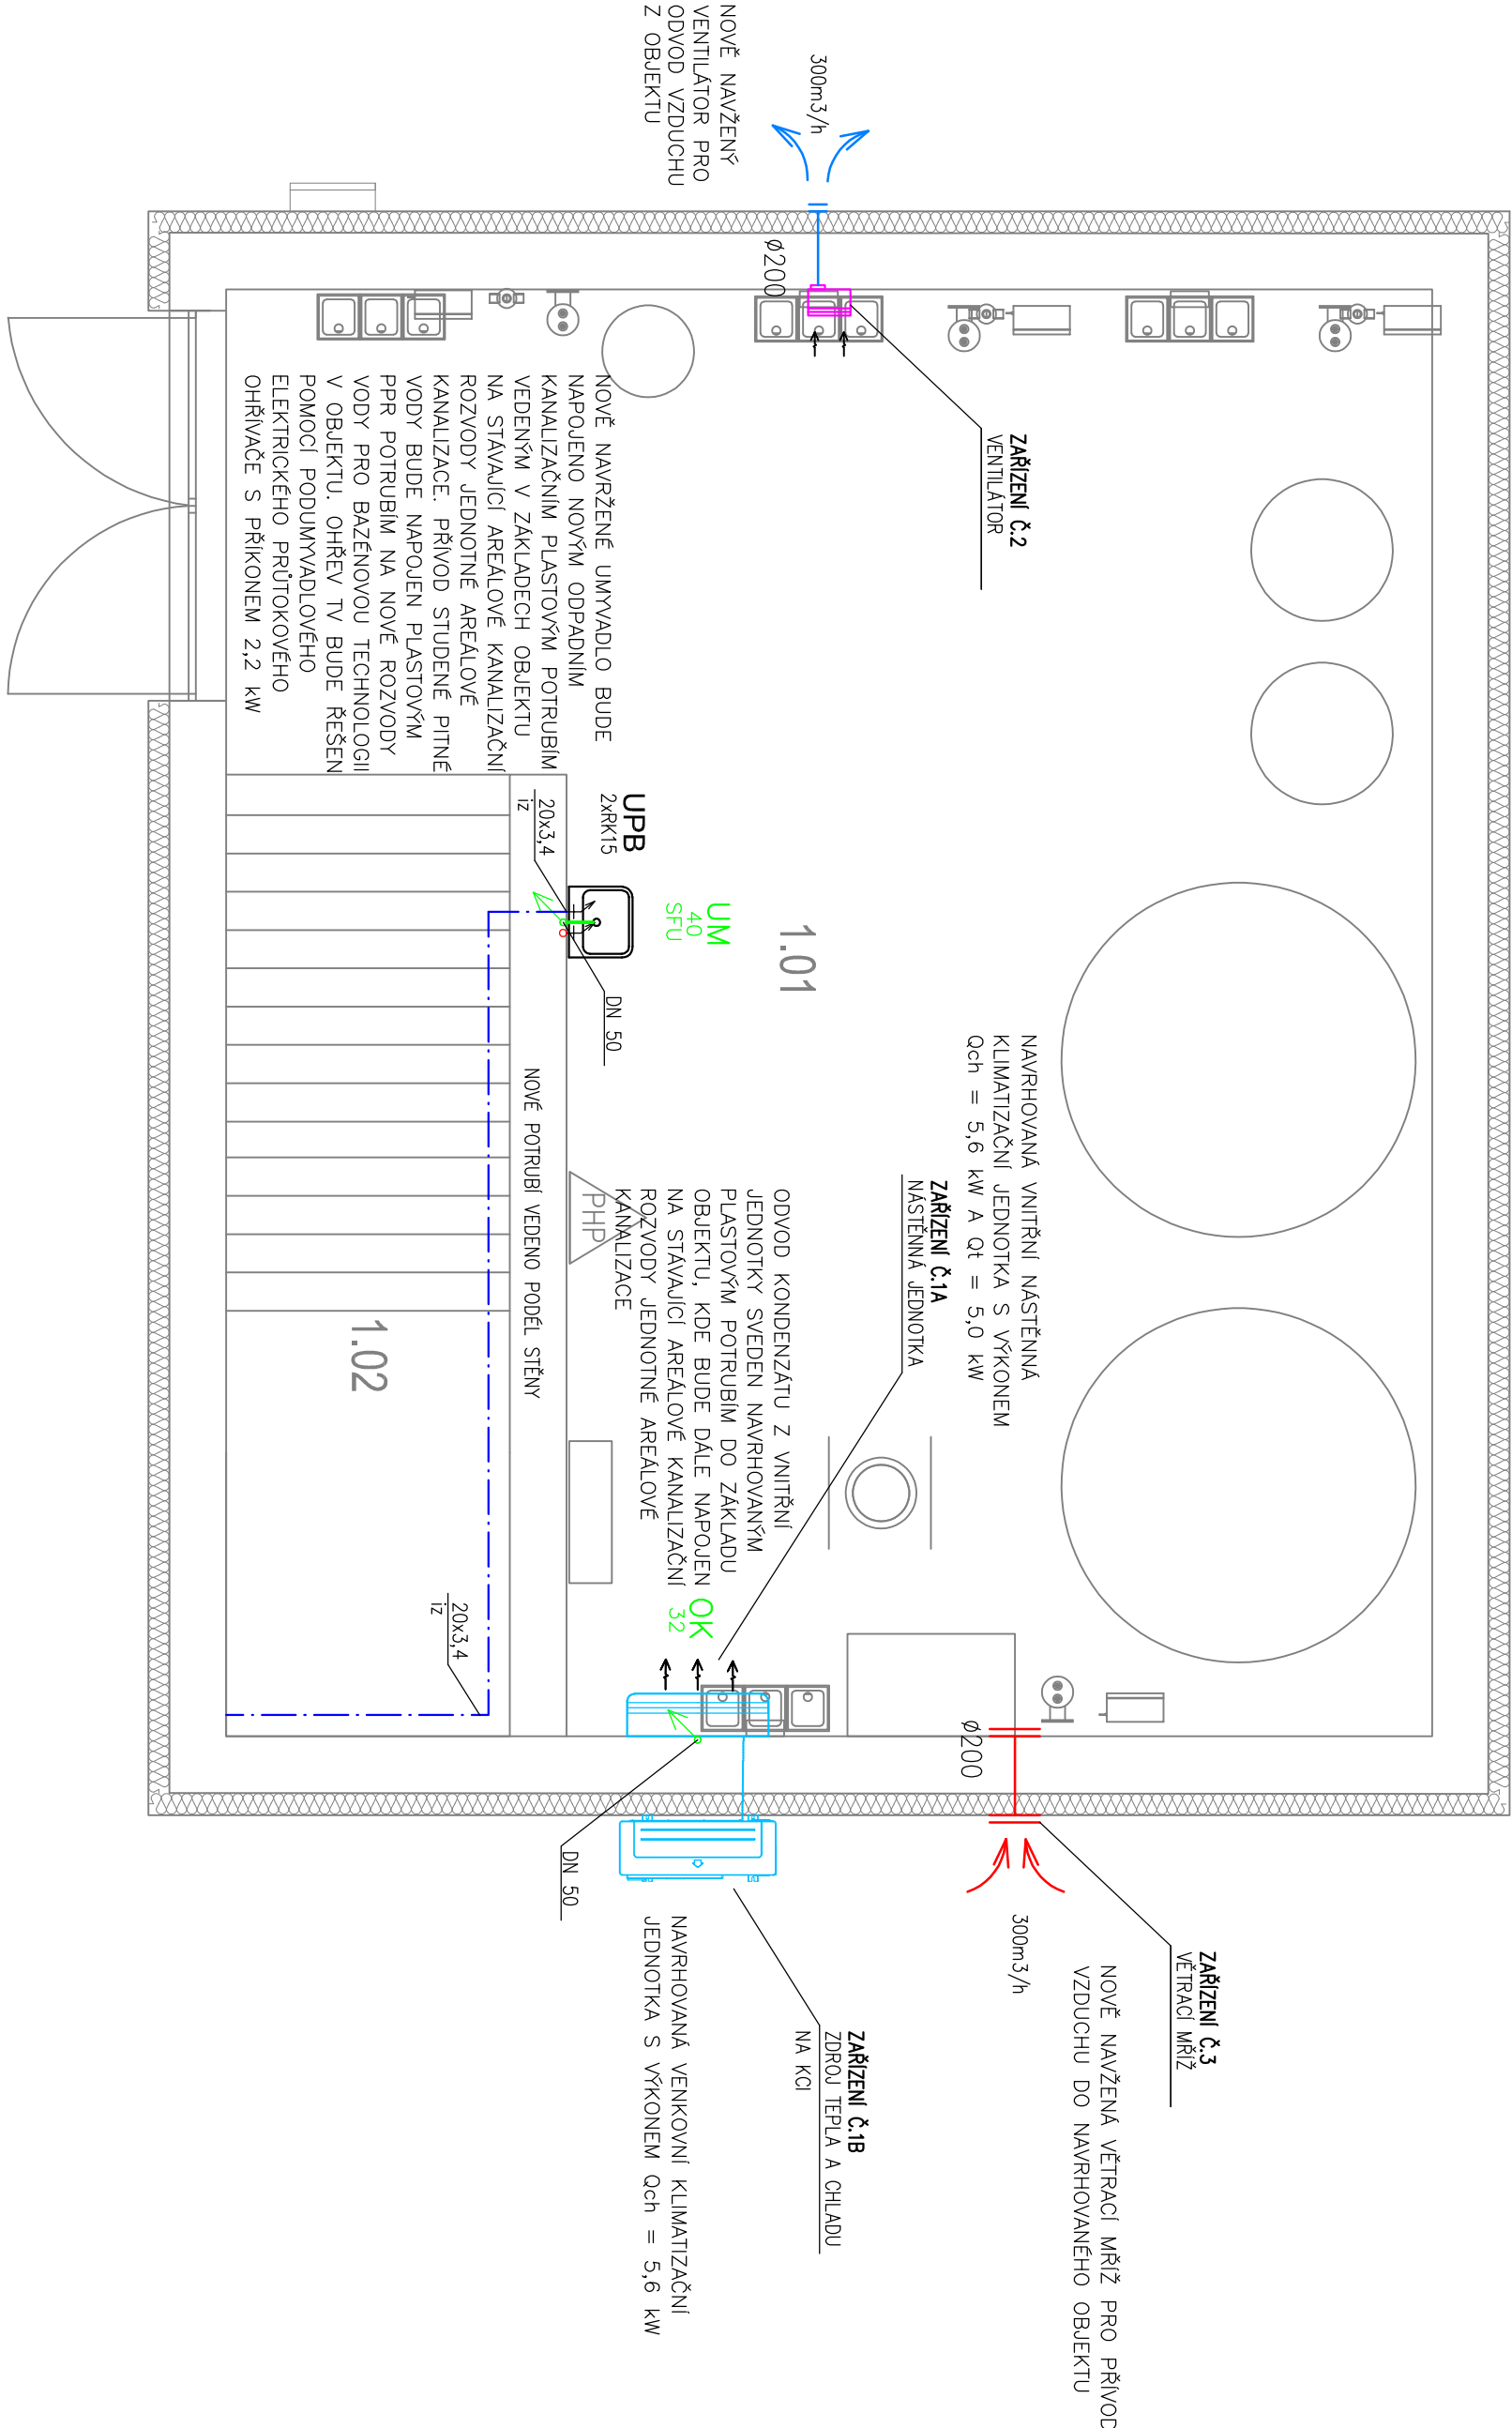 NOVĚ NAVŽENÝ
VENTILÁTOR PRO
ODVOD VZDUCHU
Z OBJEKTU
300m3/h
Ø200
ZAŘÍZENÍ Č.2
VENTILÁTOR
NOVĚ NAVRŽENÉ UMYVADLO BUDE
NAPOJENO NOVÝM ODPADNÍM
KANALIZAČNÍM PLASTOVÝM POTRUBÍM
VEDENÝM V ZÁKLADECH OBJEKTU
NA STÁVAJÍCÍ AREÁLOVÉ KANALIZAČNÍ
ROZVODY JEDNOTNÉ AREÁLOVÉ
KANALIZACE. PŘÍVOD STUDENÉ PITNÉ
VODY BUDE NAPOJEN PLASTOVÝM
PPR POTRUBÍM NA NOVÉ ROZVODY
VODY PRO BAZÉNOVOU TECHNOLOGII
V OBJEKTU. OHŘEV TV BUDE ŘEŠEN
POMOCÍ PODUMYVADLOVÉHO
ELEKTRICKÉHO PRŮTOKOVÉHO
OHŘÍVAČE S PŘÍKONEM 2,2 kW
UPB
2xRK15
20x3,4
iz
UM
40
SFU
1.01
DN 50
NAVRHOVANÁ VNITŘNÍ NÁSTĚNNÁ
KLIMATIZAČNÍ JEDNOTKA S VÝKONEM
Qch = 5,6 kW A Qt = 5,0 kW
NOVÉ POTRUBÍ VEDENO PODÉL STĚNY
PHP
ZAŘÍZENÍ Č.1A
NÁSTĚNNÁ JEDNOTKA
ODVOD KONDENZÁTU Z VNITŘNÍ
JEDNOTKY SVEDEN NAVRHOVANÝM
PLASTOVÝM POTRUBÍM DO ZÁKLADU
OBJEKTU, KDE BUDE DÁLE NAPOJEN
NA STÁVAJÍCÍ AREÁLOVÉ KANALIZAČNÍ
ROZVODY JEDNOTNÉ AREÁLOVÉ
KANALIZACE
1.02
OK
32
20x3,4
iz
Ø200
DN 50
300m3/h
ZAŘÍZENÍ Č.3
VĚTRACÍ MŘÍŽ
NOVĚ NAVŽENÁ VĚTRACÍ MŘÍŽ PRO PŘÍVOD
VZDUCHU DO NAVRHOVANÉHO OBJEKTU
ZAŘÍZENÍ Č.1B
ZDROJ TEPLA A CHLADU
NA KCI
NAVRHOVANÁ VENKOVNÍ KLIMATIZAČNÍ
JEDNOTKA S VÝKONEM Qch = 5,6 kW